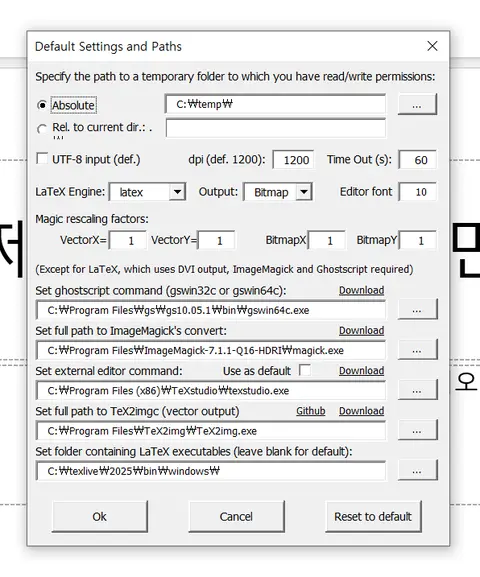 Default Settings and Paths
Specify the path to a temporary folder to which you have read/write permissions:
Absolute
C:₩temp₩
...
Rel. to current dir.: .
₩
UTF-8 input (def.)
dpi (def. 1200): 1200
Time Out (s): 60
LaTeX Engine: latex
Output: Bitmap
Editor font 10
Magic rescaling factors:
VectorX= 1 VectorY= 1 BitmapX 1 BitmapY 1
(Except for LaTeX, which uses DVI output, ImageMagick and Ghostscript required)
Set ghostscript command (gswin32c or gswin64c): Download
C:₩Program Files₩gs₩gs10.05.1₩bin₩gswin64c.exe ...
Set full path to ImageMagick's convert: Download
C:₩Program Files₩ImageMagick-7.1.1-Q16-HDRI₩magick.exe ...
Set external editor command: Use as default Download
C:₩Program Files (x86)₩TeXstudio₩texstudio.exe ...
Set full path to TeX2imgc (vector output) Github Download
C:₩Program Files₩TeX2img₩TeX2img.exe ...
Set folder containing LaTeX executables (leave blank for default):
C:₩texlive₩2025₩bin₩windows₩ ...
Ok Cancel Reset to default
오